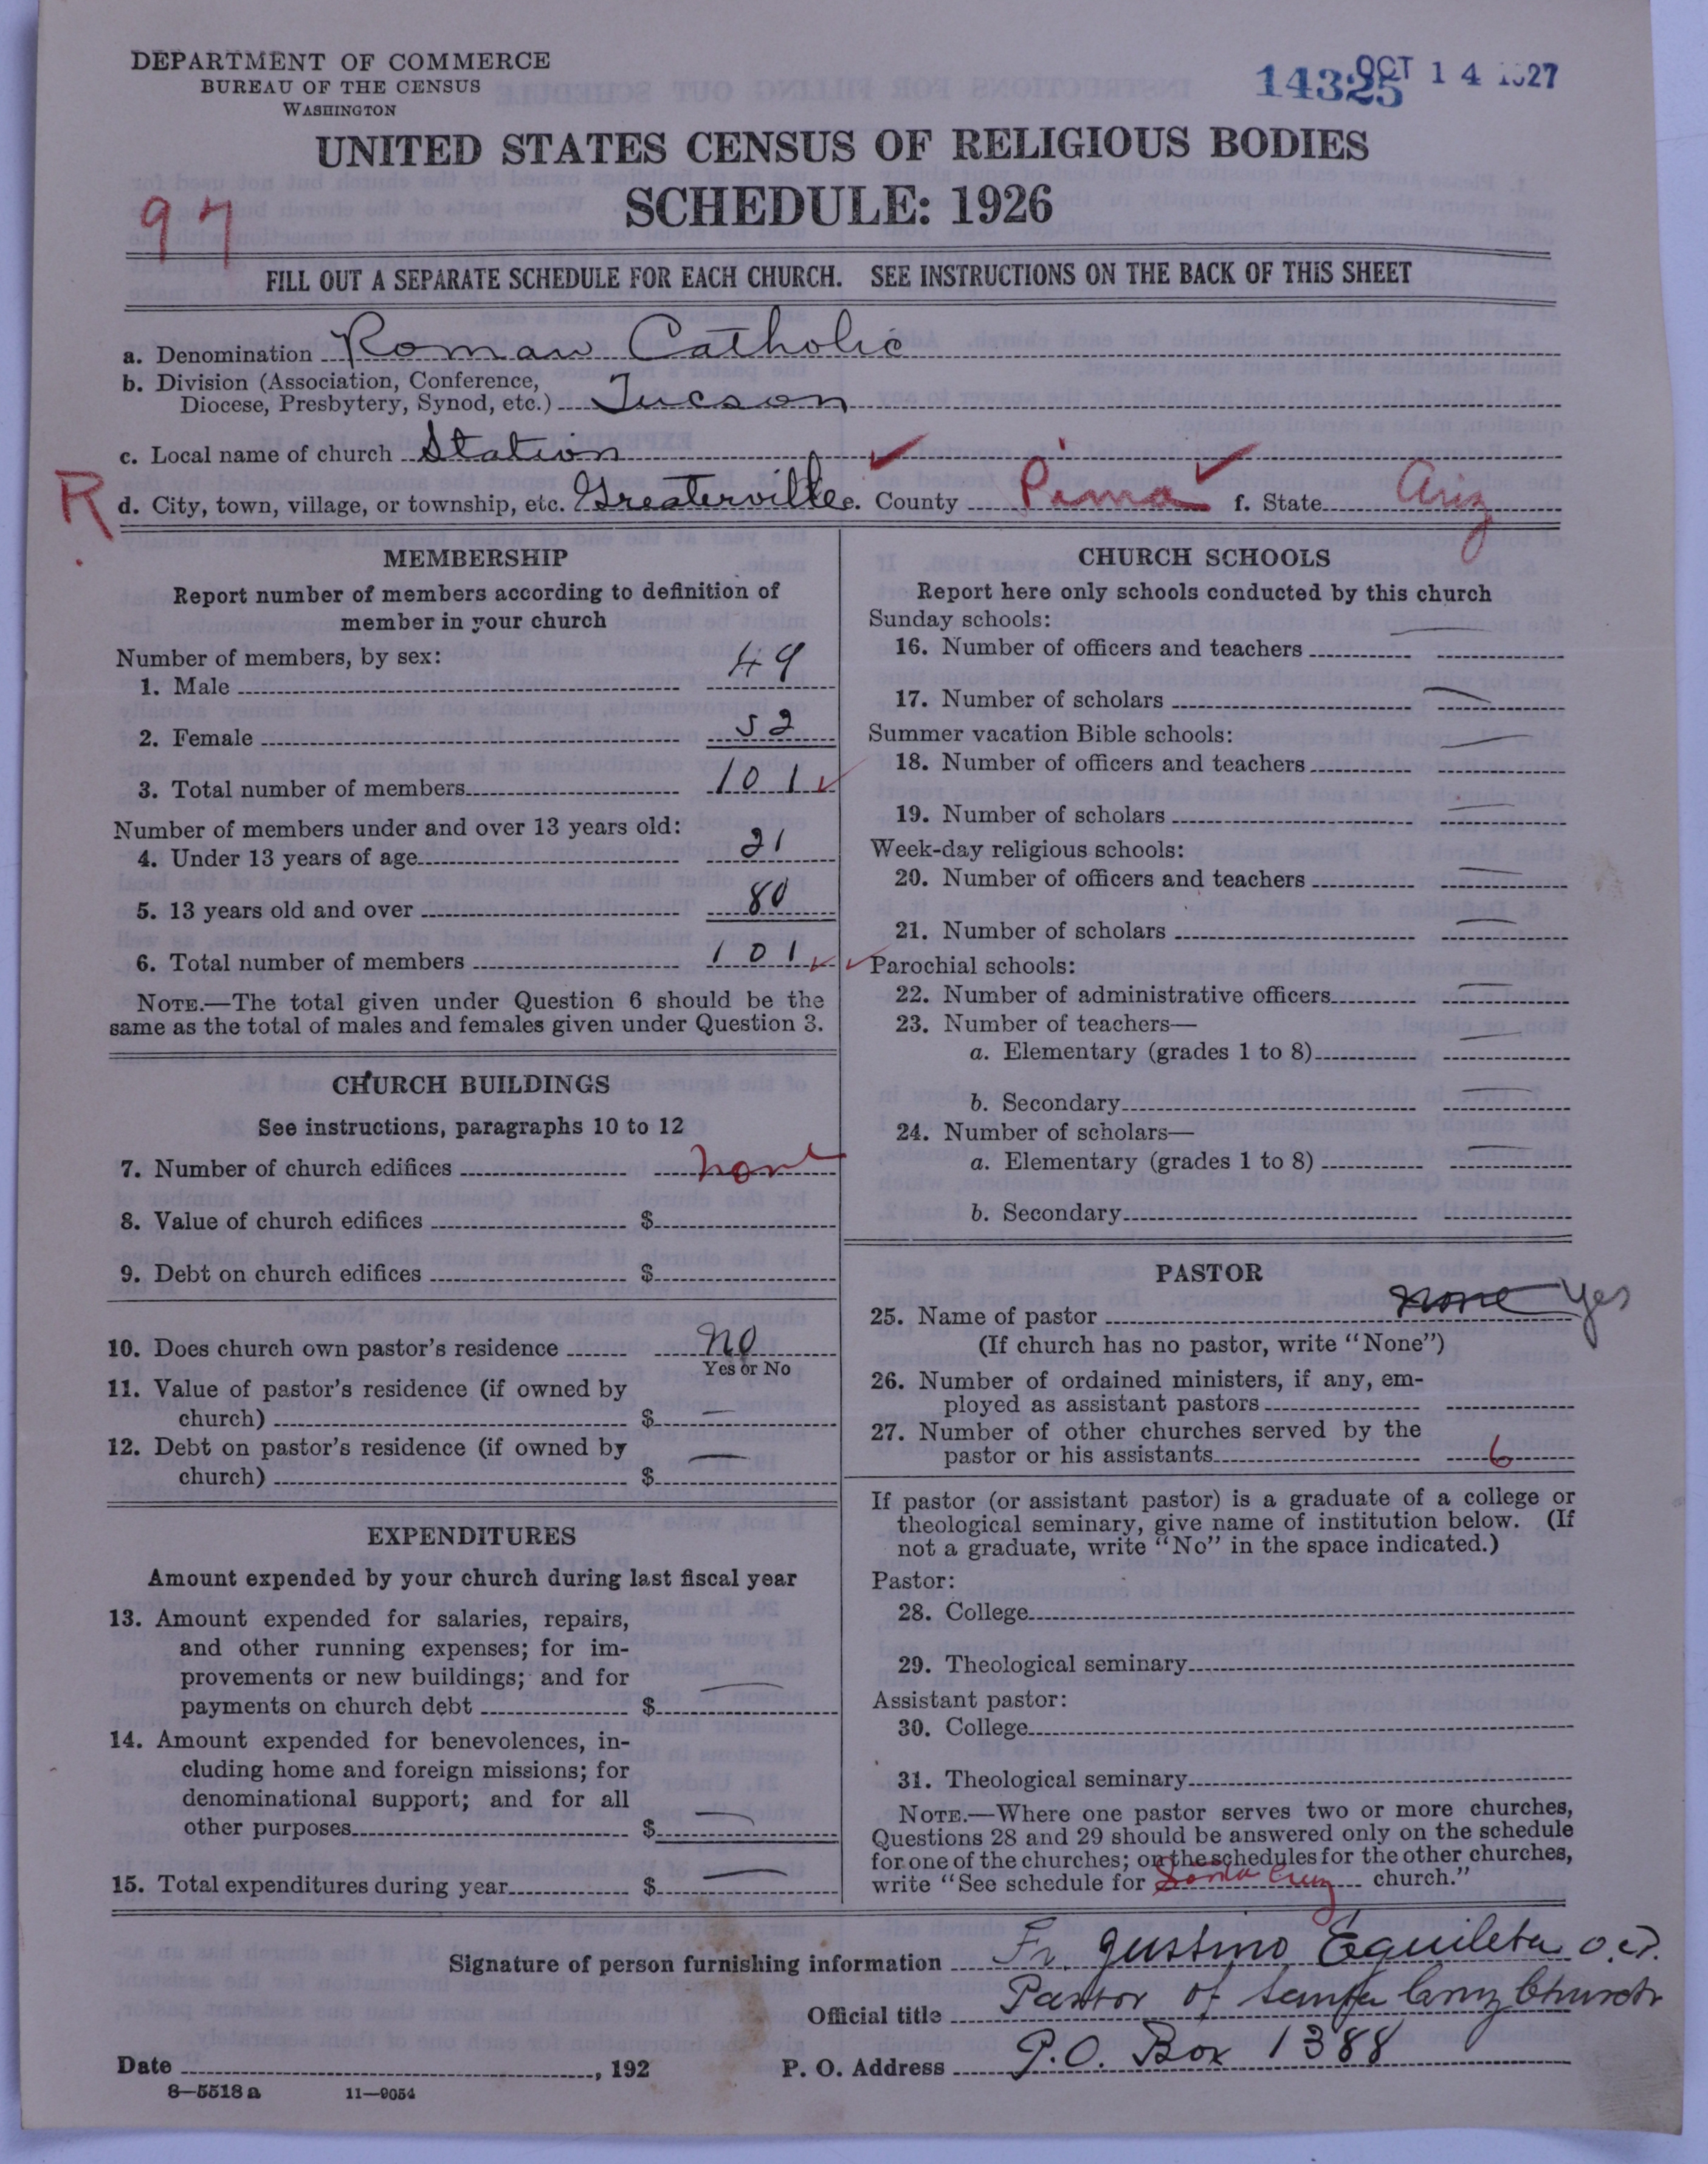 DEPARTMENT OF COMMERCE
BUREAU OF THE CENSUS
WASHINGTON
14325 OCT 14 1927
UNITED STATES CENSUS OF RELIGIOUS BODIES
SCHEDULE: 1926
97
FILL OUT A SEPARATE SCHEDULE FOR EACH CHURCH. SEE INSTRUCTIONS ON THE BACK OF THIS SHEET
a. Denomination Roman Catholic
b. Division (Association, Conference,
Diocese, Presbytery, Synod, etc.) Tucson
c. Local name of church Station
R d. City, town, village, or township, etc. Greaterville e. County Pima f. State Ariz
MEMBERSHIP
Report number of members according to definition of
member in your church
Number of members, by sex:
1. Male 49
2. Female 52
3. Total number of members 101
Number of members under and over 13 years old:
4. Under 13 years of age 21
5. 13 years old and over 80
6. Total number of members 101
NOTE.—The total given under Question 6 should be the
same as the total of males and females given under Question 3.
CHURCH BUILDINGS
See instructions, paragraphs 10 to 12
7. Number of church edifices none
8. Value of church edifices $
9. Debt on church edifices $
10. Does church own pastor's residence no
Yes or No
11. Value of pastor's residence (if owned by
church) $ —
12. Debt on pastor's residence (if owned by
church) $ —
EXPENDITURES
Amount expended by your church during last fiscal year
13. Amount expended for salaries, repairs,
and other running expenses; for im-
provements or new buildings; and for
payments on church debt $ —
14. Amount expended for benevolences, in-
cluding home and foreign missions; for
denominational support; and for all
other purposes $ —
15. Total expenditures during year $ —
CHURCH SCHOOLS
Report here only schools conducted by this church
Sunday schools:
16. Number of officers and teachers —
17. Number of scholars —
Summer vacation Bible schools:
18. Number of officers and teachers —
19. Number of scholars —
Week-day religious schools:
20. Number of officers and teachers —
21. Number of scholars —
Parochial schools:
22. Number of administrative officers —
23. Number of teachers—
a. Elementary (grades 1 to 8) —
b. Secondary —
24. Number of scholars—
a. Elementary (grades 1 to 8) —
b. Secondary —
PASTOR
25. Name of pastor none yes
(If church has no pastor, write "None")
26. Number of ordained ministers, if any, em-
ployed as assistant pastors
27. Number of other churches served by the
pastor or his assistants 6
If pastor (or assistant pastor) is a graduate of a college or
theological seminary, give name of institution below. (If
not a graduate, write "No" in the space indicated.)
Pastor:
28. College
29. Theological seminary
Assistant pastor:
30. College
31. Theological seminary
NOTE.—Where one pastor serves two or more churches,
Questions 28 and 29 should be answered only on the schedule
for one of the churches; on the schedules for the other churches,
write "See schedule for Santa Cruz church."
Signature of person furnishing information Fr. Justino Eguileta
Official title Pastor of Santa Cruz Church
Date , 192 P. O. Address P.O. Box 1388
8—5518 a 11—9054